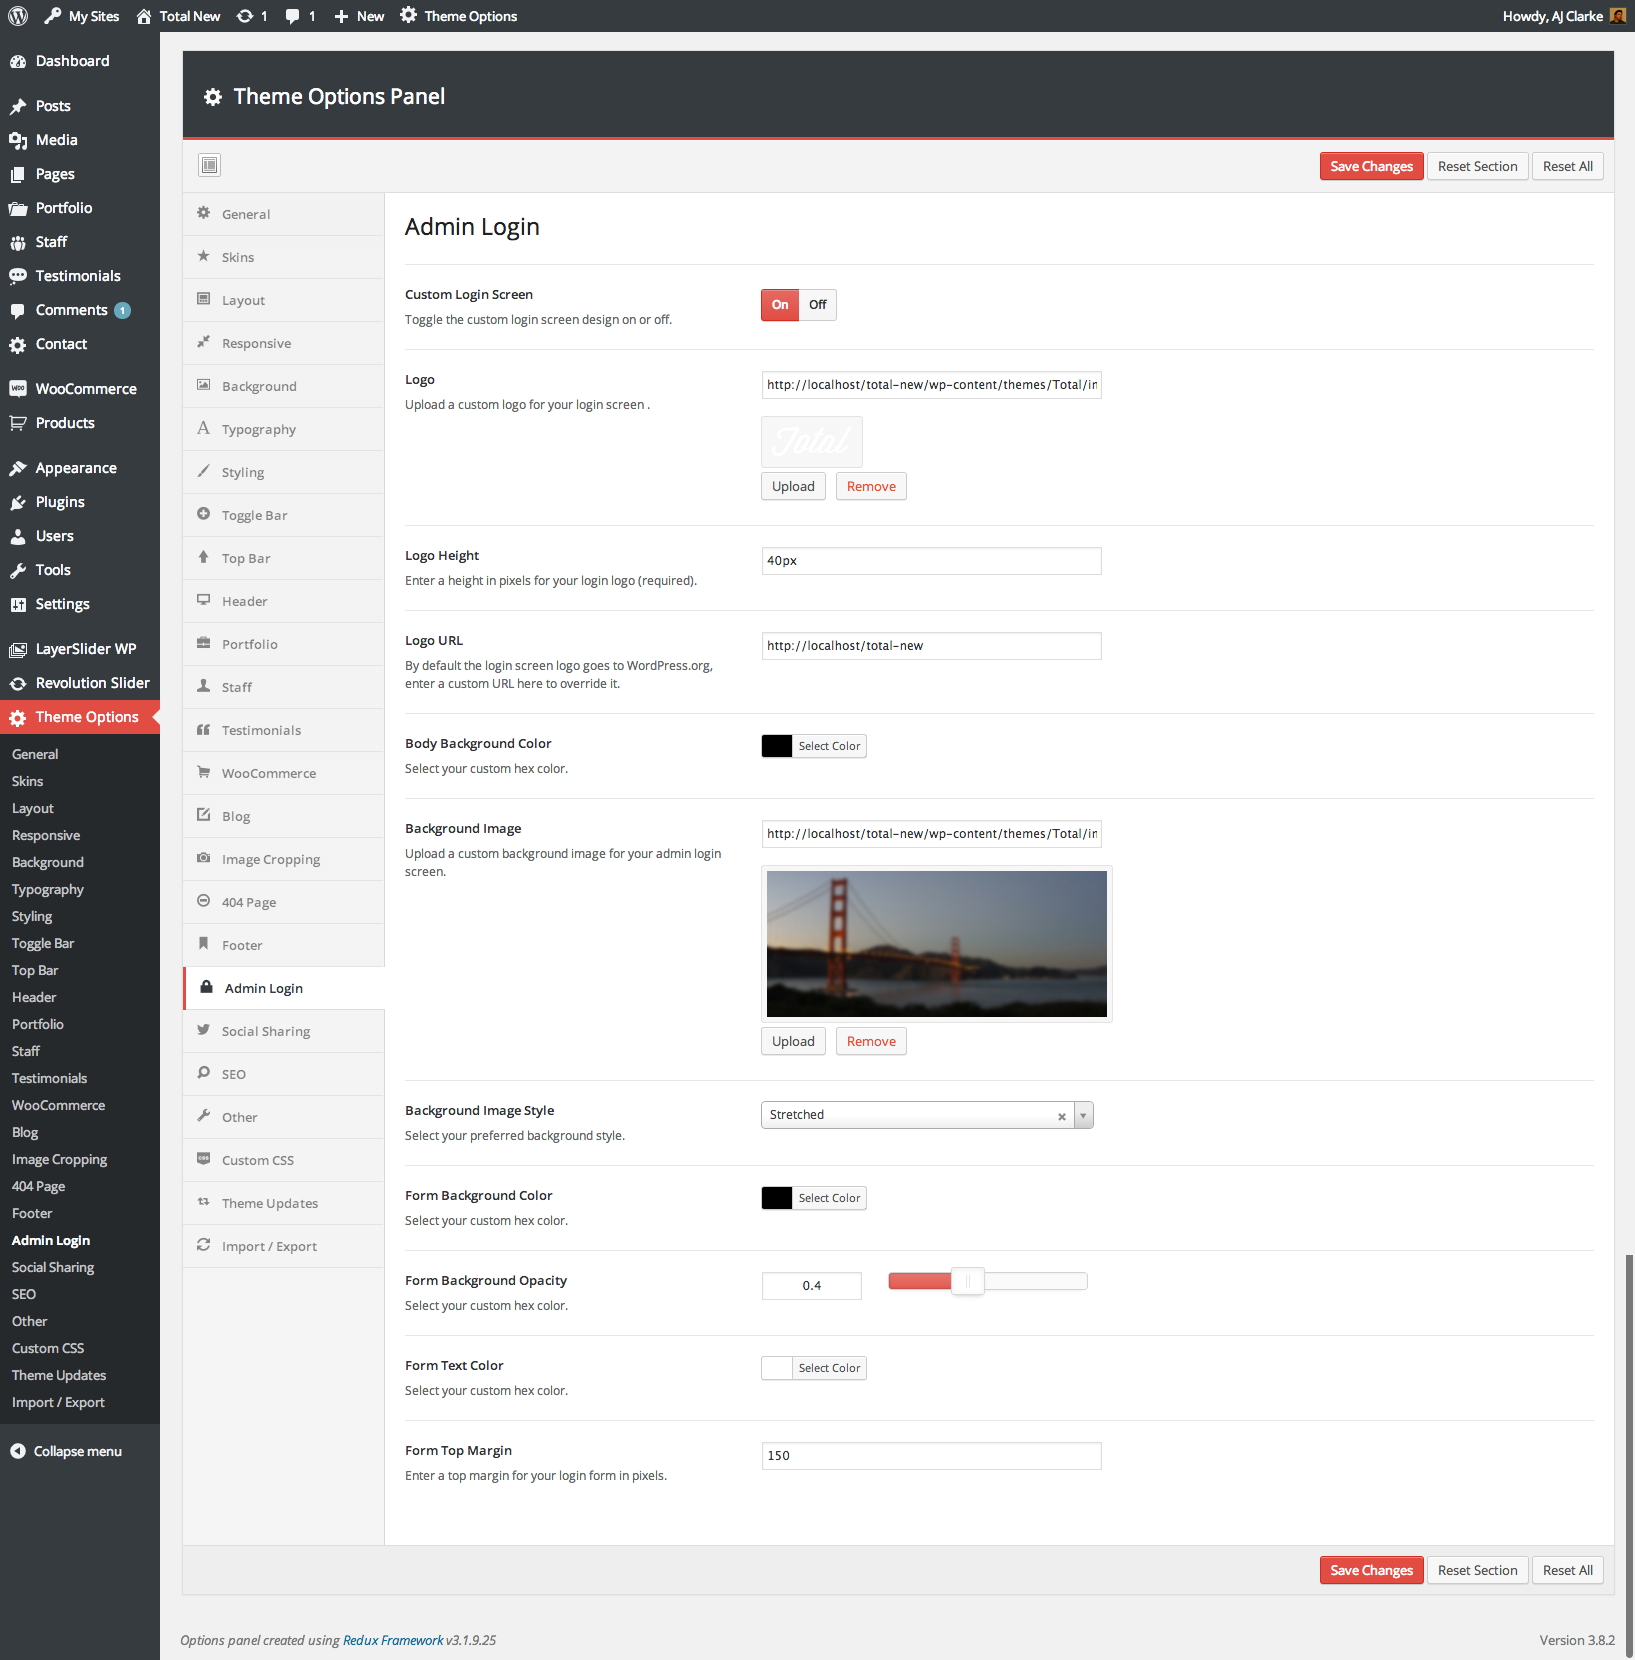 My Sites Total New 1 1 New Theme Options Howdy, AJ Clarke
Dashboard
Posts
Media
Pages
Portfolio
Staff
Testimonials
Comments 1
Contact
WooCommerce
Products
Appearance
Plugins
Users
Tools
Settings
LayerSlider WP
Revolution Slider
Theme Options
General
Skins
Layout
Responsive
Background
Typography
Styling
Toggle Bar
Top Bar
Header
Portfolio
Staff
Testimonials
WooCommerce
Blog
Image Cropping
404 Page
Footer
Admin Login
Social Sharing
SEO
Other
Custom CSS
Theme Updates
Import / Export
Collapse menu
Theme Options Panel
Save Changes Reset Section Reset All
General
Skins
Layout
Responsive
Background
Typography
Styling
Toggle Bar
Top Bar
Header
Portfolio
Staff
Testimonials
WooCommerce
Blog
Image Cropping
404 Page
Footer
Admin Login
Social Sharing
SEO
Other
Custom CSS
Theme Updates
Import / Export
Admin Login
Custom Login Screen
Toggle the custom login screen design on or off.
On Off
Logo
Upload a custom logo for your login screen .
http://localhost/total-new/wp-content/themes/Total/in
Total
Upload Remove
Logo Height
Enter a height in pixels for your login logo (required).
40px
Logo URL
By default the login screen logo goes to WordPress.org,
enter a custom URL here to override it.
http://localhost/total-new
Body Background Color
Select your custom hex color.
Select Color
Background Image
Upload a custom background image for your admin login
screen.
http://localhost/total-new/wp-content/themes/Total/in
Upload Remove
Background Image Style
Select your preferred background style.
Stretched
Form Background Color
Select your custom hex color.
Select Color
Form Background Opacity
Select your custom hex color.
0.4
Form Text Color
Select your custom hex color.
Select Color
Form Top Margin
Enter a top margin for your login form in pixels.
150
Save Changes Reset Section Reset All
Options panel created using Redux Framework v3.1.9.25
Version 3.8.2